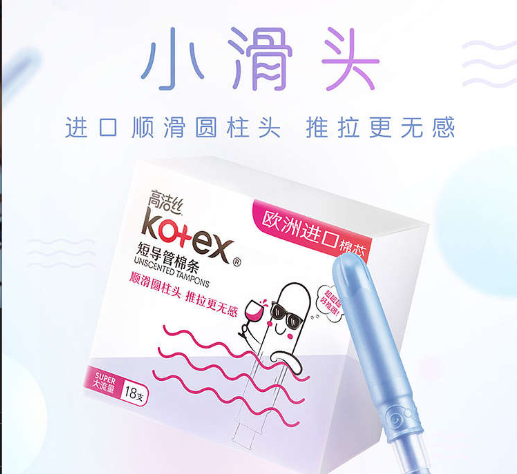 小滑头
进口顺滑圆柱头 推拉更无感
高洁丝
kotex®
短导管棉条
UNSCENTED TAMPONS
顺滑圆柱头 推拉更无感
欧洲进口棉芯
SUPER
大流量
18支